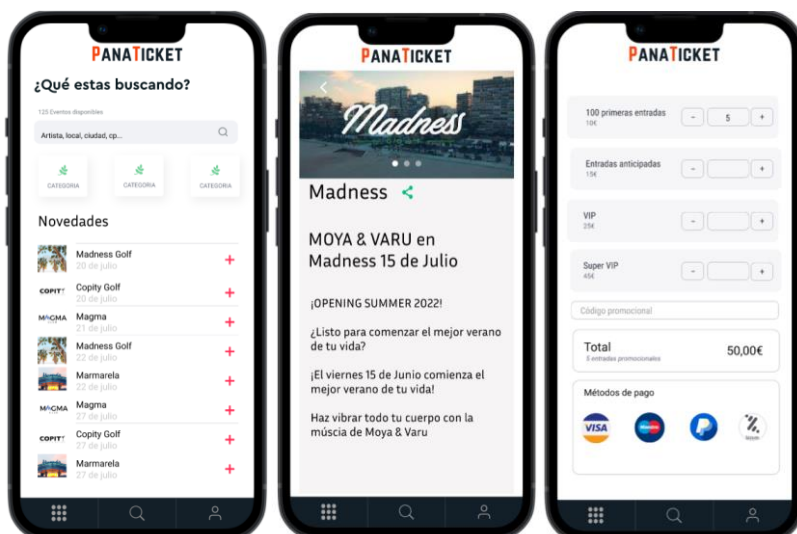 PANATICKET
¿Qué estas buscando?
125 Eventos disponibles
Artista, local, ciudad, cp...
CATEGORIA
CATEGORIA
CATEGORIA
Novedades
Madness Golf
20 de julio
COPITY
Copity Golf
20 de julio
MAGMA
Magma
21 de julio
Madness Golf
22 de julio
Marmarela
22 de julio
MAGMA
Magma
27 de julio
COPITY
Copity Golf
27 de julio
Marmarela
27 de julio
PANATICKET
Madness
Madness
MOYA & VARU en
Madness 15 de Julio
¡OPENING SUMMER 2022!
¿Listo para comenzar el mejor verano
de tu vida?
¡El viernes 15 de Junio comienza el
mejor verano de tu vida!
Haz vibrar todo tu cuerpo con la
múscia de Moya & Varu
PANATICKET
100 primeras entradas
10€
- 5 +
Entradas anticipadas
15€
- +
VIP
25€
- +
Super VIP
45€
- +
Código promocional
Total
5 entradas promocionales
50,00€
Métodos de pago
VISA
Maestro